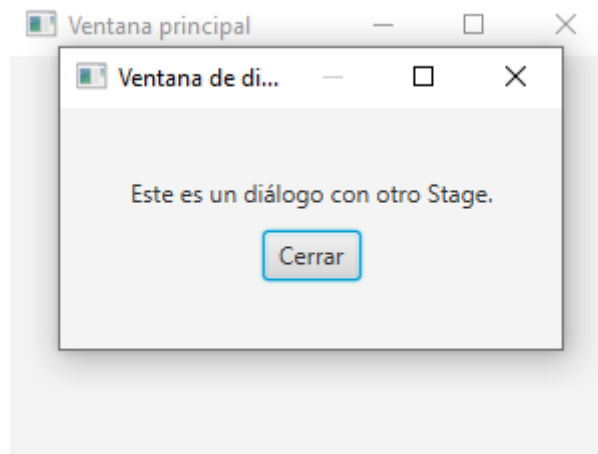 Ventana principal
Ventana de di...
Este es un diálogo con otro Stage.
Cerrar